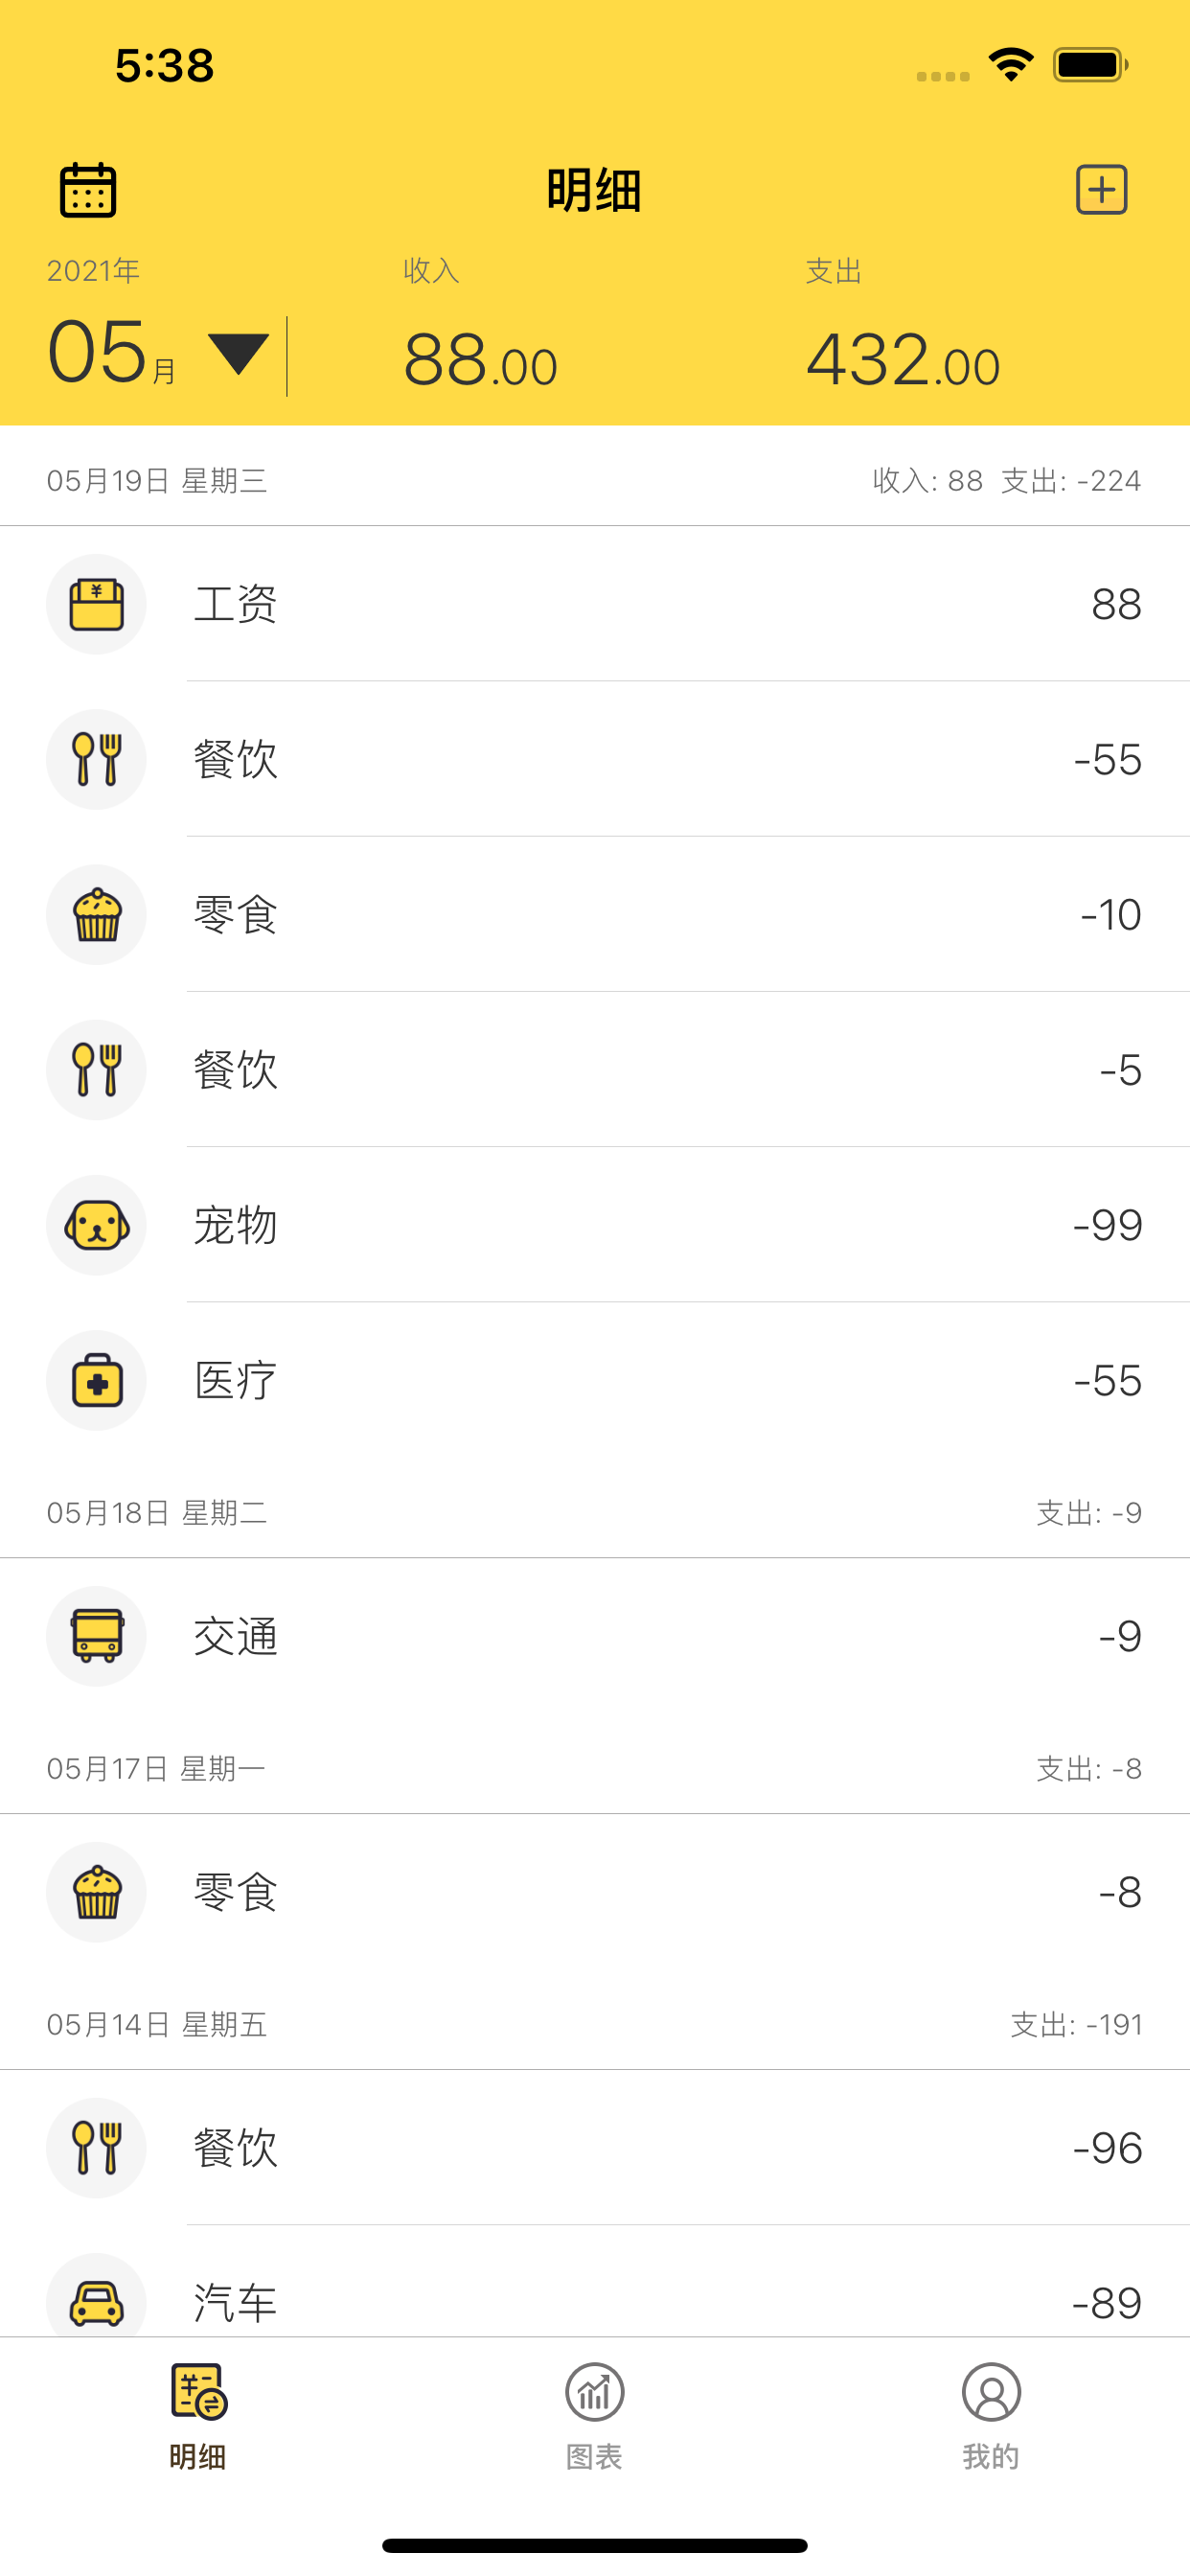 5:38
明细
2021年 收入 支出
05月 88.00 432.00
05月19日 星期三 收入: 88 支出: -224
¥
工资 88
餐饮 -55
零食 -10
餐饮 -5
宠物 -99
医疗 -55
05月18日 星期二 支出: -9
交通 -9
05月17日 星期一 支出: -8
零食 -8
05月14日 星期五 支出: -191
餐饮 -96
汽车 -89
明细 图表 我的